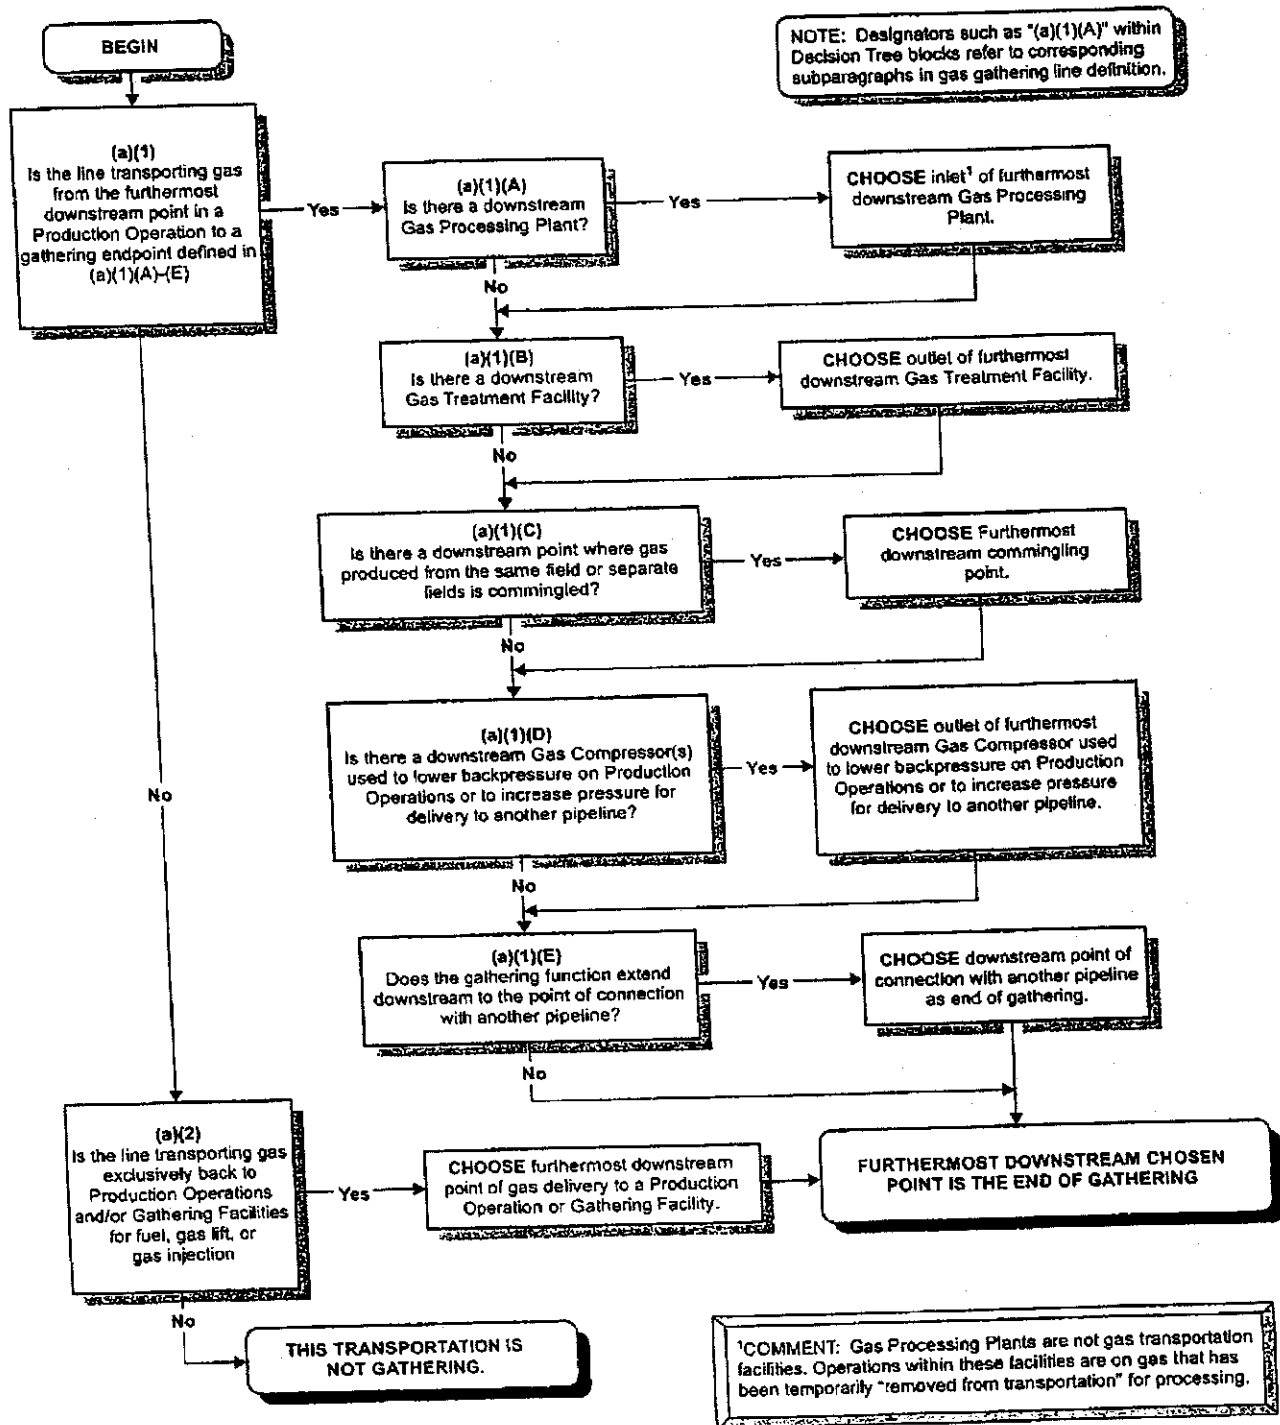 BEGIN
NOTE: Designators such as "(a)(1)(A)" within
Decision Tree blocks refer to corresponding
subparagraphs in gas gathering line definition.
(a)(1)
Is the line transporting gas
from the furthermost
downstream point in a
Production Operation to a
gathering endpoint defined in
(a)(1)(A)-(E)
Yes
(a)(1)(A)
Is there a downstream
Gas Processing Plant?
Yes
CHOOSE inlet¹ of furthermost
downstream Gas Processing
Plant.
No
(a)(1)(B)
Is there a downstream
Gas Treatment Facility?
Yes
CHOOSE outlet of furthermost
downstream Gas Treatment Facility.
No
(a)(1)(C)
Is there a downstream point where gas
produced from the same field or separate
fields is commingled?
Yes
CHOOSE Furthermost
downstream commingling
point.
No
(a)(1)(D)
Is there a downstream Gas Compressor(s)
used to lower backpressure on Production
Operations or to increase pressure for
delivery to another pipeline?
Yes
CHOOSE outlet of furthermost
downstream Gas Compressor used
to lower backpressure on Production
Operations or to increase pressure
for delivery to another pipeline.
No
No
(a)(1)(E)
Does the gathering function extend
downstream to the point of connection
with another pipeline?
Yes
CHOOSE downstream point of
connection with another pipeline
as end of gathering.
No
(a)(2)
Is the line transporting gas
exclusively back to
Production Operations
and/or Gathering Facilities
for fuel, gas lift, or
gas injection
Yes
CHOOSE furthermost downstream
point of gas delivery to a Production
Operation or Gathering Facility.
FURTHERMOST DOWNSTREAM CHOSEN
POINT IS THE END OF GATHERING
No
THIS TRANSPORTATION IS
NOT GATHERING.
¹COMMENT: Gas Processing Plants are not gas transportation
facilities. Operations within these facilities are on gas that has
been temporarily "removed from transportation" for processing.